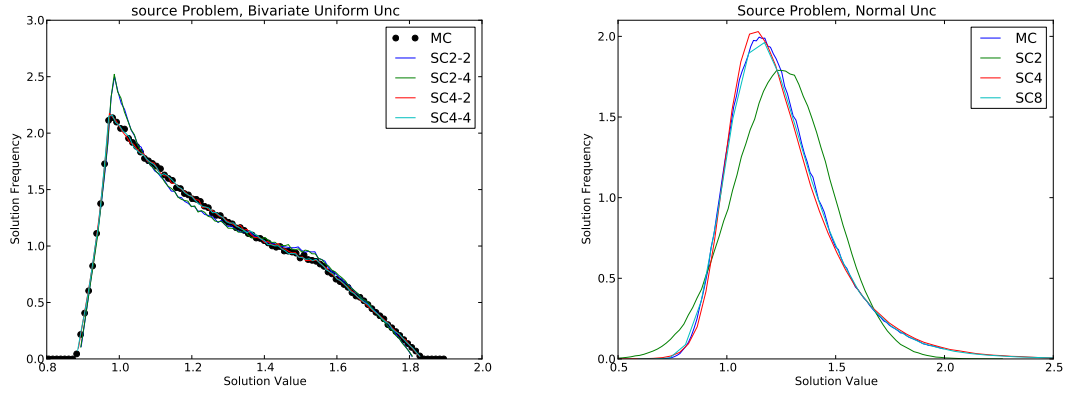 source Problem, Bivariate Uniform Unc
3.0
2.5
2.0
1.5
1.0
0.5
0.0
Solution Frequency
0.8
1.0
1.2
1.4
1.6
1.8
2.0
Solution Value
MC
SC2-2
SC2-4
SC4-2
SC4-4
Source Problem, Normal Unc
2.0
1.5
1.0
0.5
0.0
Solution Frequency
0.5
1.0
1.5
2.0
2.5
Solution Value
MC
SC2
SC4
SC8